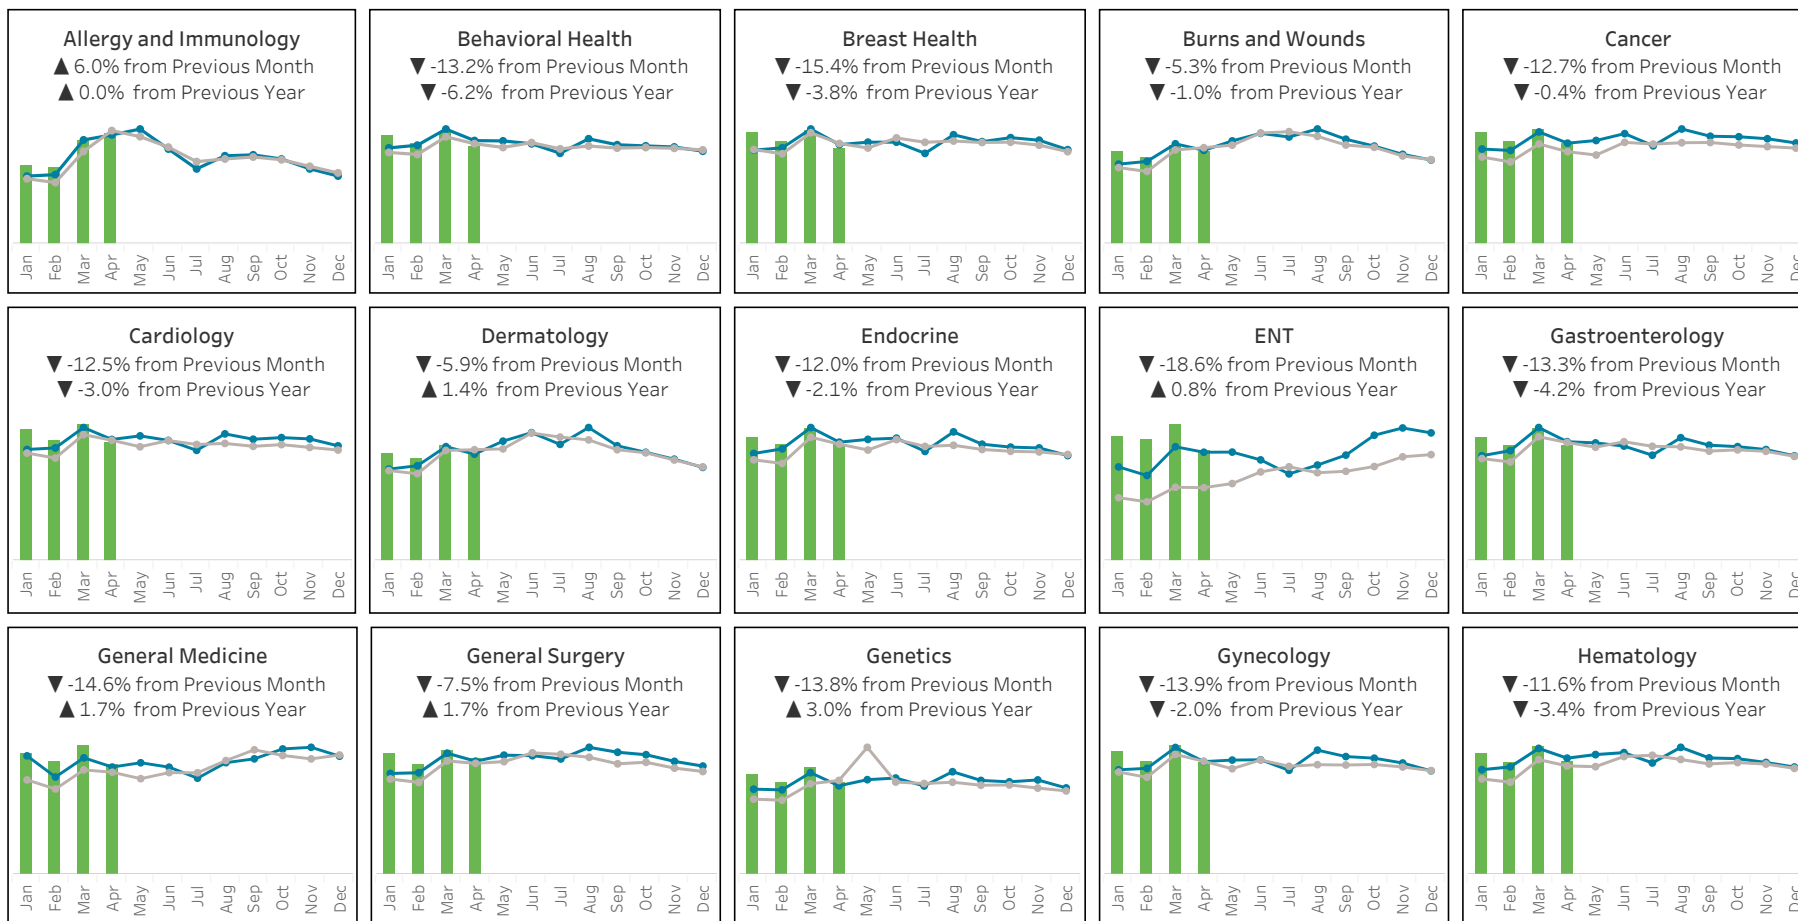 Allergy and Immunology
▲ 6.0% from Previous Month
▲ 0.0% from Previous Year
Jan Feb Mar Apr May Jun Jul Aug Sep Oct Nov Dec
Behavioral Health
▼ -13.2% from Previous Month
▼ -6.2% from Previous Year
Jan Feb Mar Apr May Jun Jul Aug Sep Oct Nov Dec
Breast Health
▼ -15.4% from Previous Month
▼ -3.8% from Previous Year
Jan Feb Mar Apr May Jun Jul Aug Sep Oct Nov Dec
Burns and Wounds
▼ -5.3% from Previous Month
▼ -1.0% from Previous Year
Jan Feb Mar Apr May Jun Jul Aug Sep Oct Nov Dec
Cancer
▼ -12.7% from Previous Month
▼ -0.4% from Previous Year
Jan Feb Mar Apr May Jun Jul Aug Sep Oct Nov Dec
Cardiology
▼ -12.5% from Previous Month
▼ -3.0% from Previous Year
Jan Feb Mar Apr May Jun Jul Aug Sep Oct Nov Dec
Dermatology
▼ -5.9% from Previous Month
▲ 1.4% from Previous Year
Jan Feb Mar Apr May Jun Jul Aug Sep Oct Nov Dec
Endocrine
▼ -12.0% from Previous Month
▼ -2.1% from Previous Year
Jan Feb Mar Apr May Jun Jul Aug Sep Oct Nov Dec
ENT
▼ -18.6% from Previous Month
▲ 0.8% from Previous Year
Jan Feb Mar Apr May Jun Jul Aug Sep Oct Nov Dec
Gastroenterology
▼ -13.3% from Previous Month
▼ -4.2% from Previous Year
Jan Feb Mar Apr May Jun Jul Aug Sep Oct Nov Dec
General Medicine
▼ -14.6% from Previous Month
▲ 1.7% from Previous Year
Jan Feb Mar Apr May Jun Jul Aug Sep Oct Nov Dec
General Surgery
▼ -7.5% from Previous Month
▲ 1.7% from Previous Year
Jan Feb Mar Apr May Jun Jul Aug Sep Oct Nov Dec
Genetics
▼ -13.8% from Previous Month
▲ 3.0% from Previous Year
Jan Feb Mar Apr May Jun Jul Aug Sep Oct Nov Dec
Gynecology
▼ -13.9% from Previous Month
▼ -2.0% from Previous Year
Jan Feb Mar Apr May Jun Jul Aug Sep Oct Nov Dec
Hematology
▼ -11.6% from Previous Month
▼ -3.4% from Previous Year
Jan Feb Mar Apr May Jun Jul Aug Sep Oct Nov Dec